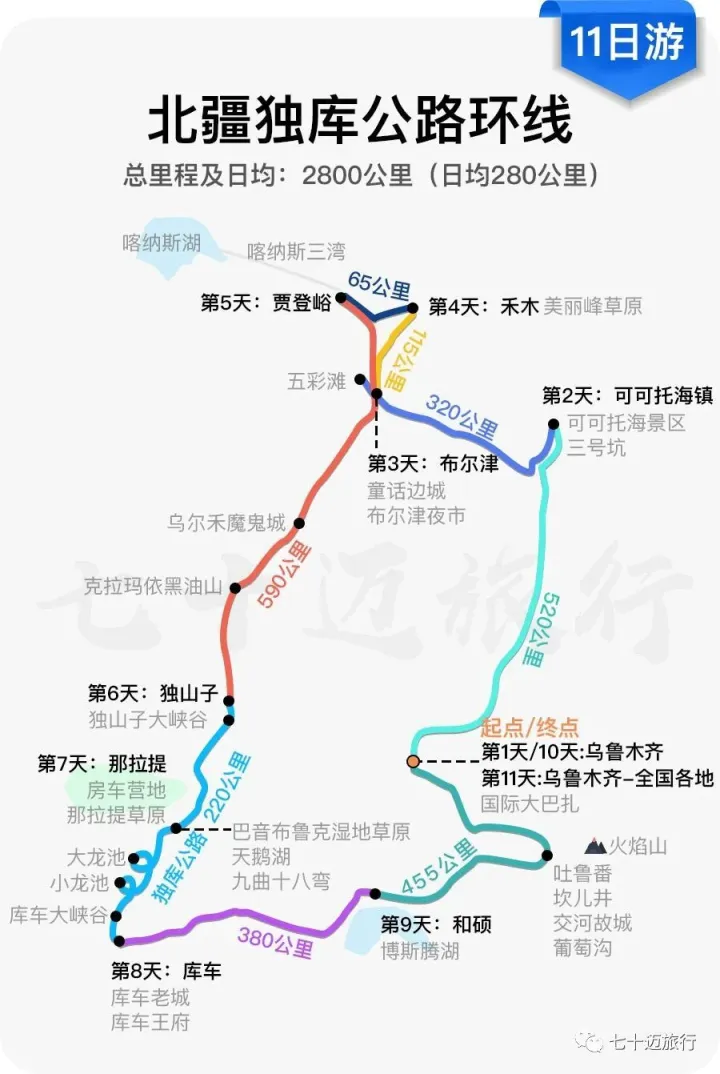 11日游
北疆独库公路环线
总里程及日均：2800公里（日均280公里）
喀纳斯湖
喀纳斯三湾
65公里
第5天：贾登峪
第4天：禾木 美丽峰草原
115公里
五彩滩
320公里
第2天：可可托海镇
可可托海景区
三号坑
第3天：布尔津
童话边城
布尔津夜市
乌尔禾魔鬼城
590公里
克拉玛依黑油山
七十迈旅行
520公里
第6天：独山子
独山子大峡谷
起点/终点
第1天/10天:乌鲁木齐
第11天:乌鲁木齐-全国各地
国际大巴扎
第7天：那拉提
房车营地
那拉提草原
220公里
独库公路
巴音布鲁克湿地草原
天鹅湖
九曲十八弯
大龙池
小龙池
库车大峡谷
火焰山
吐鲁番
坎儿井
交河故城
葡萄沟
455公里
380公里
第9天：和硕
博斯腾湖
第8天：库车
库车老城
库车王府
七十迈旅行